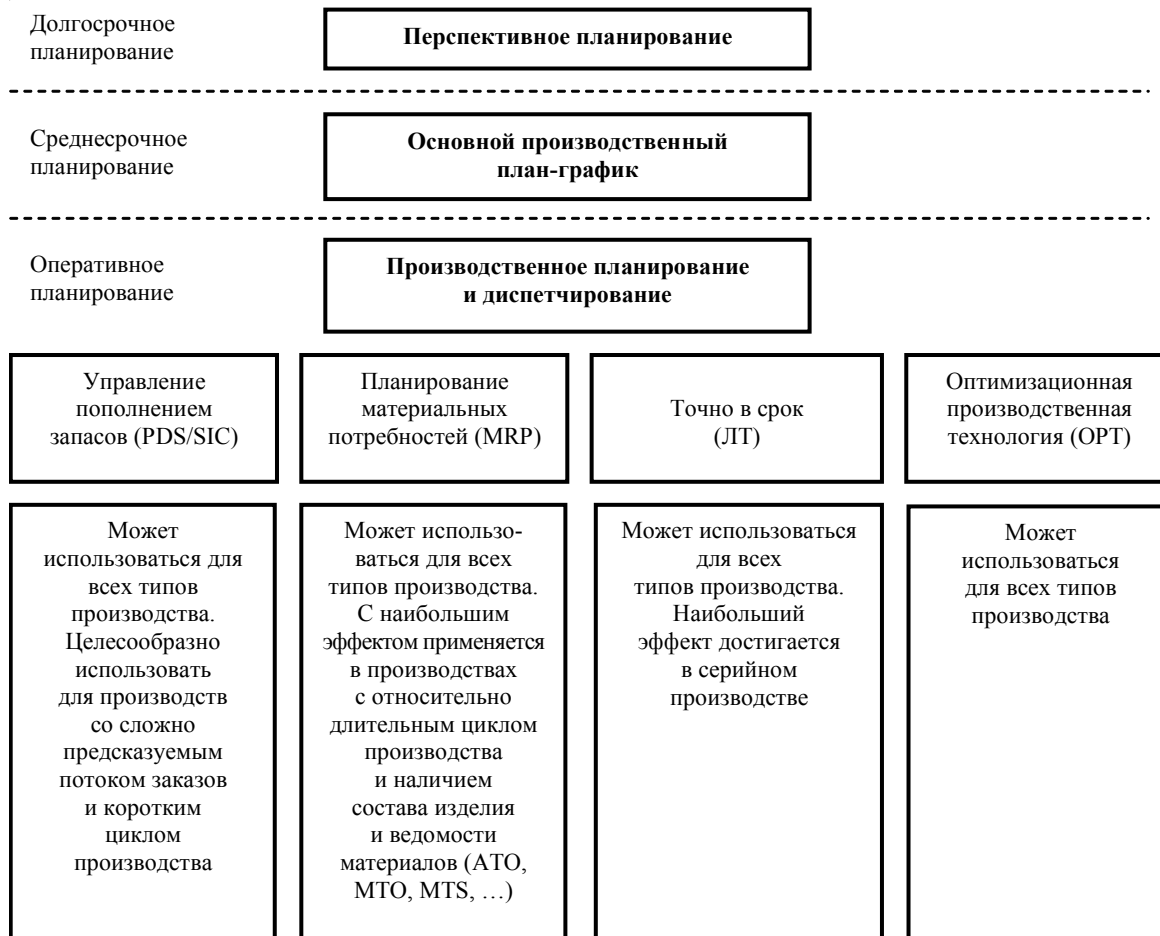 Долгосрочное
планирование
Перспективное планирование
Среднесрочное
планирование
Основной производственный
план-график
Оперативное
планирование
Производственное планирование
и диспетчирование
Управление
пополнением
запасов (PDS/SIC)
Планирование
материальных
потребностей (MRP)
Точно в срок
(ЛТ)
Оптимизационная
производственная
технология (OPT)
Может
использоваться для
всех типов
производства.
Целесообразно
использовать
для производств
со сложно
предсказуемым
потоком заказов
и коротким
циклом
производства
Может использо-
ваться для всех
типов производства.
С наибольшим
эффектом применяется
в производствах
с относительно
длительным циклом
производства
и наличием
состава изделия
и ведомости
материалов (ATO,
MTO, MTS, …)
Может использоваться
для всех
типов производства.
Наибольший
эффект достигается
в серийном
производстве
Может
использоваться
для всех типов
производства